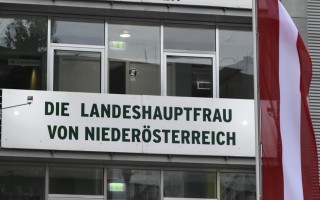 DIE LANDESHAUPTFRAU
VON NIEDERÖSTERREICH